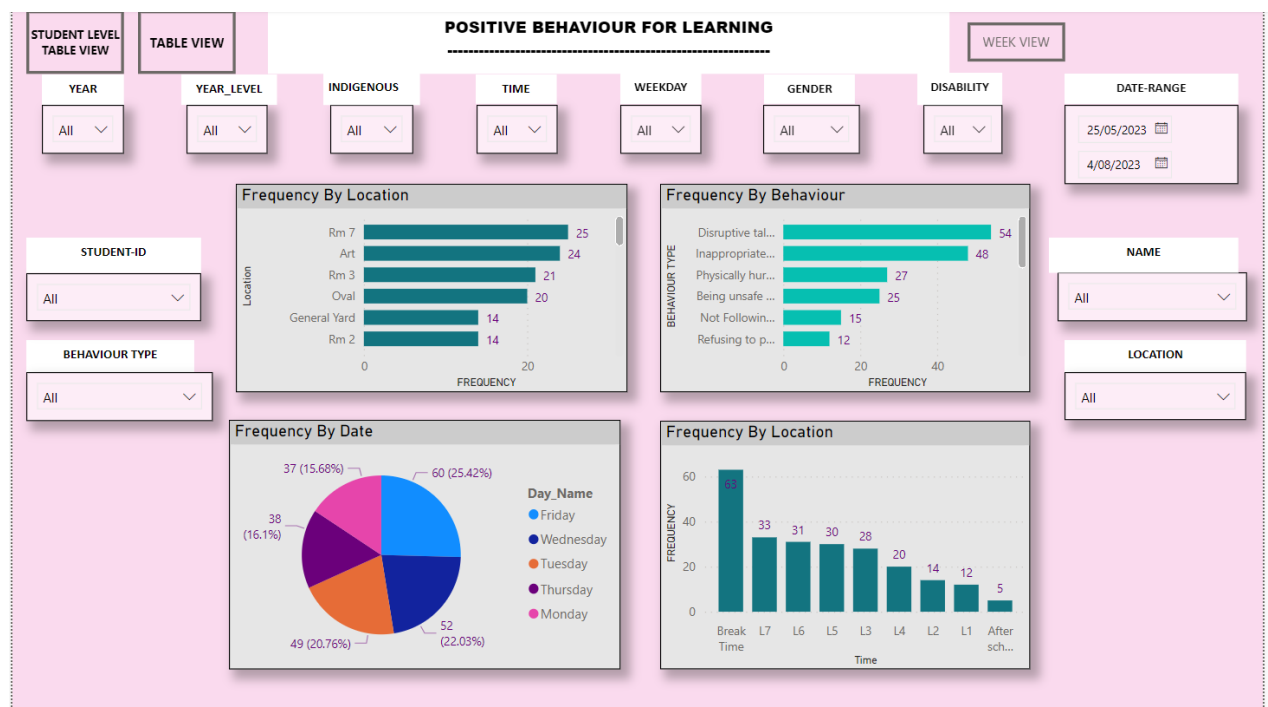 POSITIVE BEHAVIOUR FOR LEARNING
------------------------------------------------------------
STUDENT LEVEL
TABLE VIEW
TABLE VIEW
WEEK VIEW
YEAR
All
YEAR_LEVEL
All
INDIGENOUS
All
TIME
All
WEEKDAY
All
GENDER
All
DISABILITY
All
DATE-RANGE
25/05/2023
4/08/2023
STUDENT-ID
All
BEHAVIOUR TYPE
All
Frequency By Location
Location
Rm 7 25
Art 24
Rm 3 21
Oval 20
General Yard 14
Rm 2 14
0 20
FREQUENCY
Frequency By Behaviour
BEHAVIOUR TYPE
Disruptive tal... 54
Inappropriate... 48
Physically hur... 27
Being unsafe ... 25
Not Followin... 15
Refusing to p... 12
0 20 40
FREQUENCY
NAME
All
LOCATION
All
Frequency By Date
37 (15.68%)
60 (25.42%)
38
(16.1%)
49 (20.76%)
52
(22.03%)
Day_Name
Friday
Wednesday
Tuesday
Thursday
Monday
Frequency By Location
FREQUENCY
60
40
20
0
63 33 31 30 28 20 14 12 5
Break L7 L6 L5 L3 L4 L2 L1 After
Time sch...
Time